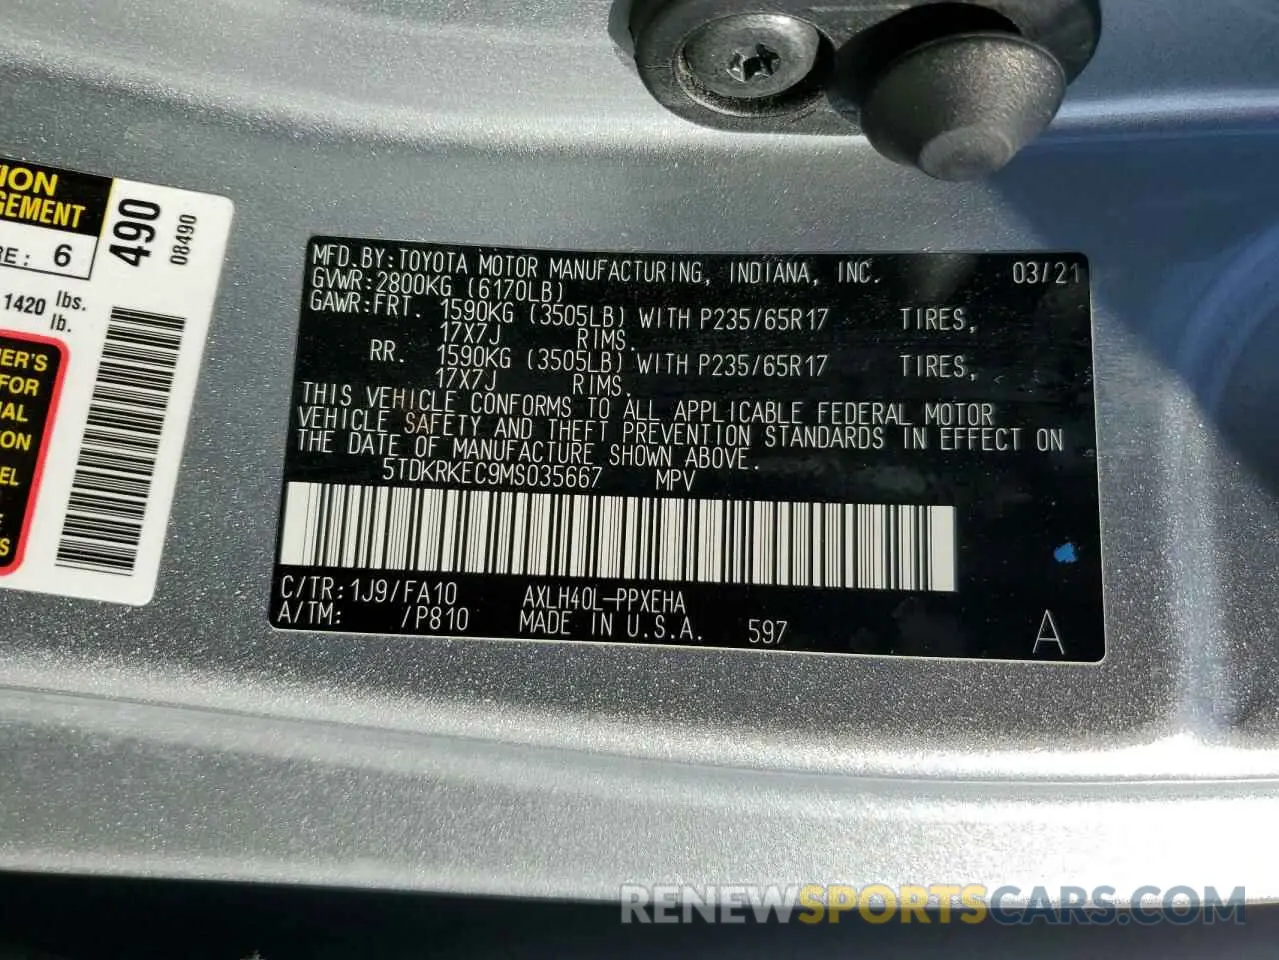 TION
GEMENT
RE: 6
490
08490
1420 lbs.
lb.
ER'S
FOR
IAL
ION
EL
S
MFD.BY:TOYOTA MOTOR MANUFACTURING, INDIANA, INC. 03/21
GVWR:2800KG (6170LB)
GAWR:FRT. 1590KG (3505LB) WITH P235/65R17 TIRES,
17X7J RIMS.
RR. 1590KG (3505LB) WITH P235/65R17 TIRES,
17X7J RIMS.
THIS VEHICLE CONFORMS TO ALL APPLICABLE FEDERAL MOTOR
VEHICLE SAFETY AND THEFT PREVENTION STANDARDS IN EFFECT ON
THE DATE OF MANUFACTURE SHOWN ABOVE.
5TDKRKEC9MS035667 MPV
C/TR:1J9/FA10 AXLH40L-PPXEHA
A/TM: /P810 MADE IN U.S.A. 597
A
RENEWSPORTSCARS.COM